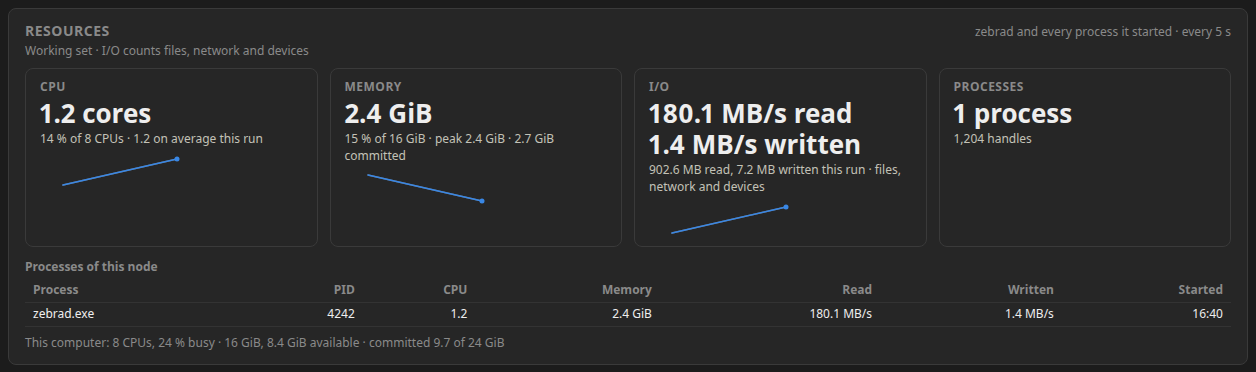 RESOURCES
zebrad and every process it started · every 5 s
Working set · I/O counts files, network and devices
CPU
1.2 cores
14 % of 8 CPUs · 1.2 on average this run
MEMORY
2.4 GiB
15 % of 16 GiB · peak 2.4 GiB · 2.7 GiB
committed
I/O
180.1 MB/s read
1.4 MB/s written
902.6 MB read, 7.2 MB written this run · files,
network and devices
PROCESSES
1 process
1,204 handles
Processes of this node
Process PID CPU Memory Read Written Started
zebrad.exe 4242 1.2 2.4 GiB 180.1 MB/s 1.4 MB/s 16:40
This computer: 8 CPUs, 24 % busy · 16 GiB, 8.4 GiB available · committed 9.7 of 24 GiB